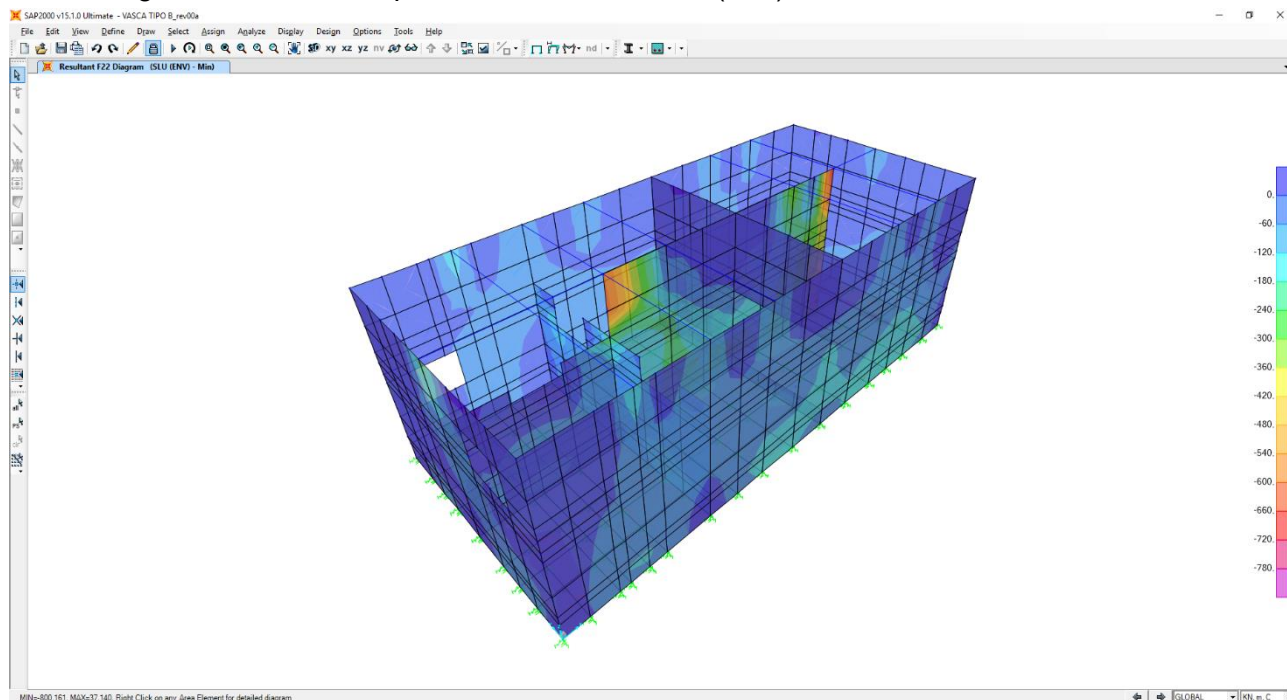 SAP2000 v15.1.0 Ultimate - VASCA TIPO B_rev00a
File Edit View Define Draw Select Assign Analyze Display Design Options Tools Help
xy xz yz nv nd
Resultant F22 Diagram (SLU (ENV) - Min)
0.
-60.
-120.
-180.
-240.
-300.
-360.
-420.
-480.
-540.
-600.
-660.
-720.
-780.
MIN=-800.161, MAX=37.140, Right Click on any Area Element for detailed diagram
GLOBAL KN, m, C